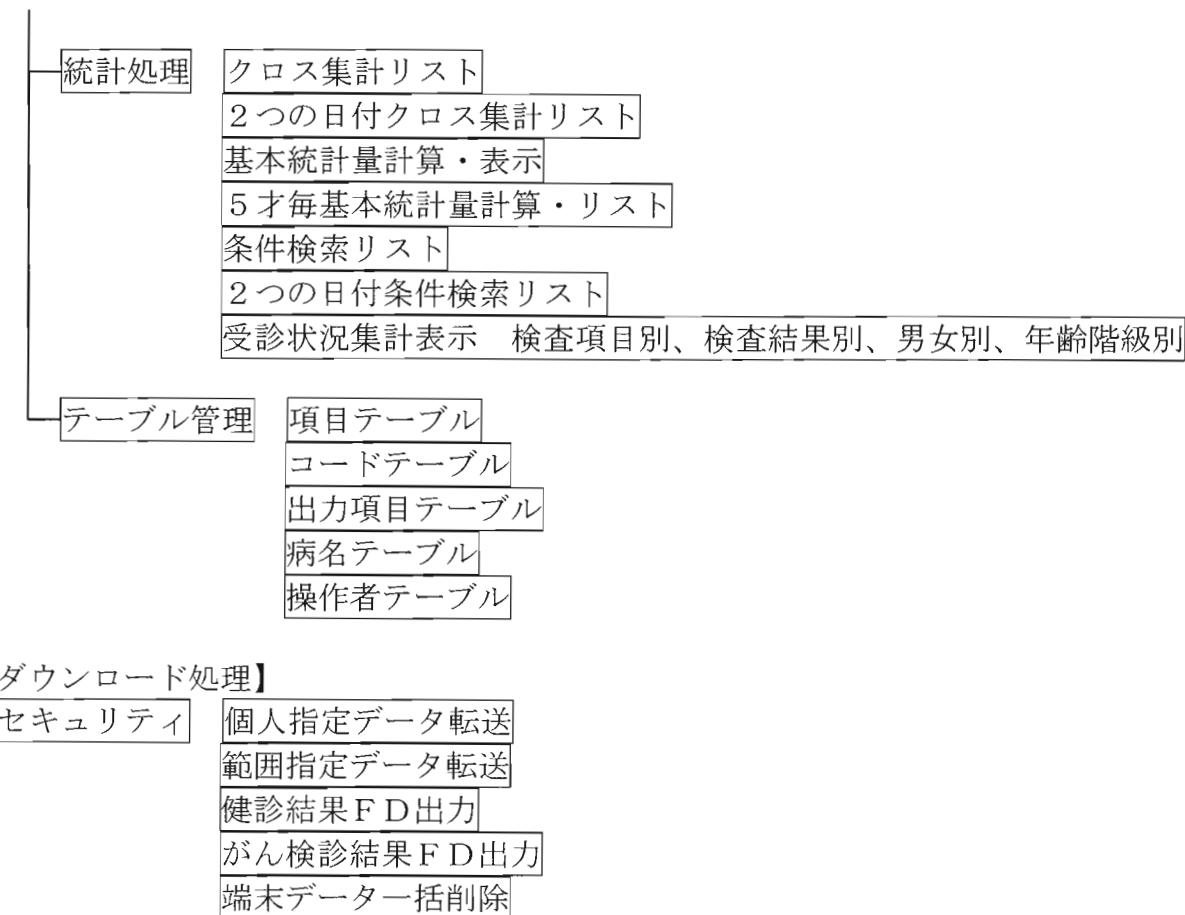 統計処理 クロス集計リスト
２つの日付クロス集計リスト
基本統計量計算・表示
５才毎基本統計量計算・リスト
条件検索リスト
２つの日付条件検索リスト
受診状況集計表示 検査項目別、検査結果別、男女別、年齢階級別
テーブル管理 項目テーブル
コードテーブル
出力項目テーブル
病名テーブル
操作者テーブル
ダウンロード処理】
セキュリティ 個人指定データ転送
範囲指定データ転送
健診結果ＦＤ出力
がん検診結果ＦＤ出力
端末データ一括削除